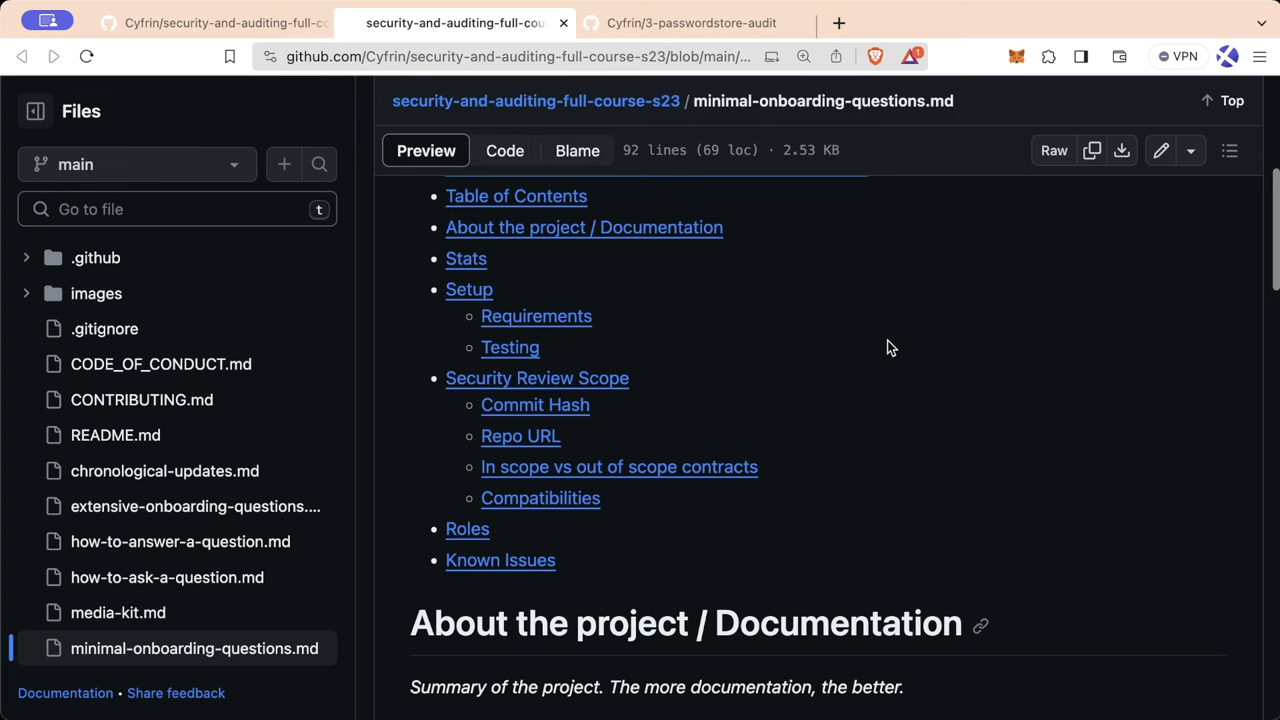 Cyfrin/security-and-auditing-full-co
security-and-auditing-full-cou
Cyfrin/3-passwordstore-audit
github.com/Cyfrin/security-and-auditing-full-course-s23/blob/main/...
1
VPN
Files
main
Go to file
t
.github
images
.gitignore
CODE_OF_CONDUCT.md
CONTRIBUTING.md
README.md
chronological-updates.md
extensive-onboarding-questions....
how-to-answer-a-question.md
how-to-ask-a-question.md
media-kit.md
minimal-onboarding-questions.md
Documentation • Share feedback
security-and-auditing-full-course-s23 / minimal-onboarding-questions.md
Top
Preview Code Blame 92 lines (69 loc) · 2.53 KB
Raw
Table of Contents
About the project / Documentation
Stats
Setup
Requirements
Testing
Security Review Scope
Commit Hash
Repo URL
In scope vs out of scope contracts
Compatibilities
Roles
Known Issues
About the project / Documentation
Summary of the project. The more documentation, the better.